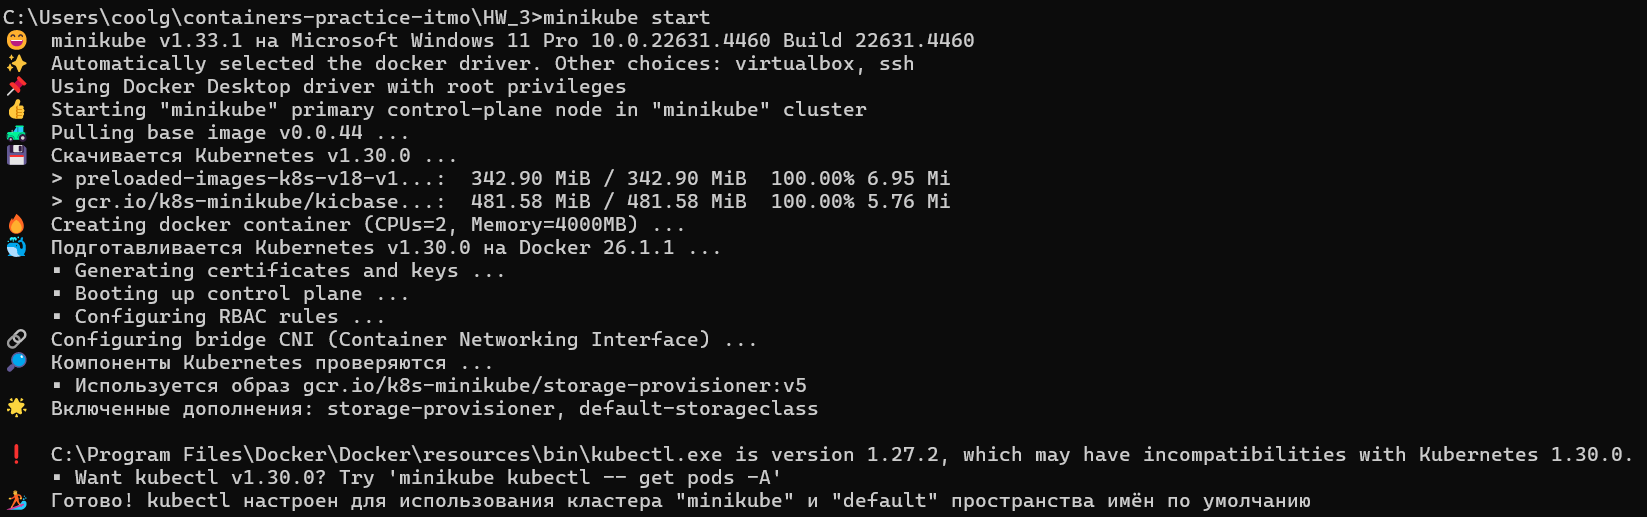 C:\Users\coolg\containers-practice-itmo\HW_3>minikube start
😄 minikube v1.33.1 на Microsoft Windows 11 Pro 10.0.22631.4460 Build 22631.4460
✨ Automatically selected the docker driver. Other choices: virtualbox, ssh
📌 Using Docker Desktop driver with root privileges
👍 Starting "minikube" primary control-plane node in "minikube" cluster
🚜 Pulling base image v0.0.44 ...
💾 Скачивается Kubernetes v1.30.0 ...
> preloaded-images-k8s-v18-v1...: 342.90 MiB / 342.90 MiB 100.00% 6.95 Mi
> gcr.io/k8s-minikube/kicbase...: 481.58 MiB / 481.58 MiB 100.00% 5.76 Mi
🔥 Creating docker container (CPUs=2, Memory=4000MB) ...
🐳 Подготавливается Kubernetes v1.30.0 на Docker 26.1.1 ...
▪ Generating certificates and keys ...
▪ Booting up control plane ...
▪ Configuring RBAC rules ...
🔗 Configuring bridge CNI (Container Networking Interface) ...
🔎 Компоненты Kubernetes проверяются ...
▪ Используется образ gcr.io/k8s-minikube/storage-provisioner:v5
🌟 Включенные дополнения: storage-provisioner, default-storageclass
❗ C:\Program Files\Docker\Docker\resources\bin\kubectl.exe is version 1.27.2, which may have incompatibilities with Kubernetes 1.30.0.
▪ Want kubectl v1.30.0? Try 'minikube kubectl -- get pods -A'
🏄 Готово! kubectl настроен для использования кластера "minikube" и "default" пространства имён по умолчанию